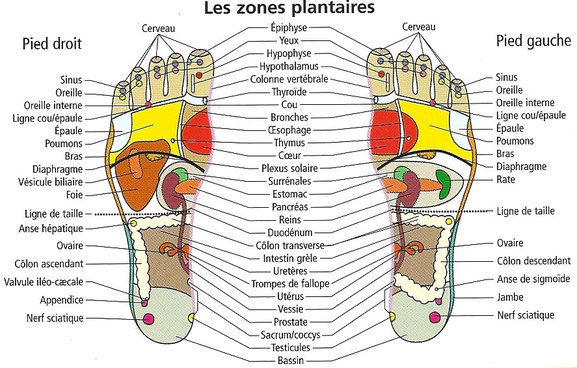 Les zones plantaires
Pied droit
Cerveau
Sinus
Oreille
Oreille interne
Ligne cou/épaule
Épaule
Poumons
Bras
Diaphragme
Vésicule biliaire
Foie
Ligne de taille
Anse hépatique
Ovaire
Côlon ascendant
Valvule iléo-cæcale
Appendice
Nerf sciatique
Épiphyse
Yeux
Hypophyse
Hypothalamus
Colonne vertébrale
Thyroïde
Cou
Bronches
Œsophage
Thymus
Cœur
Plexus solaire
Surrénales
Estomac
Pancréas
Reins
Duodénum
Côlon transverse
Intestin grèle
Uretères
Trompes de fallope
Utérus
Vessie
Prostate
Sacrum/coccys
Testicules
Bassin
Cerveau
Pied gauche
Sinus
Oreille
Oreille interne
Ligne cou/épaule
Épaule
Poumons
Bras
Diaphragme
Rate
Ligne de taille
Ovaire
Côlon descendant
Anse de sigmoïde
Jambe
Nerf sciatique